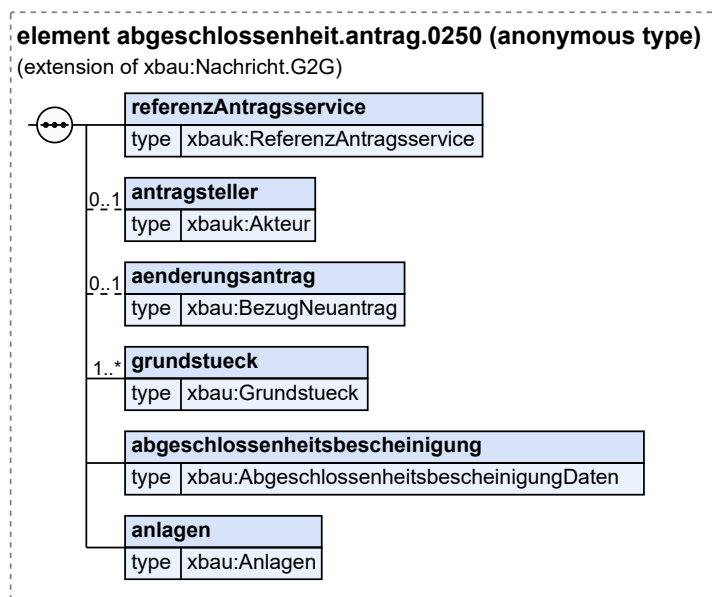 element abgeschlossenheit.antrag.0250 (anonymous type)
(extension of xbau:Nachricht.G2G)
referenzAntragsservice
type xbauk:ReferenzAntragsservice
0..1 antragsteller
type xbauk:Akteur
0..1 aenderungsantrag
type xbau:BezugNeuantrag
1..* grundstueck
type xbau:Grundstueck
abgeschlossenheitsbescheinigung
type xbau:AbgeschlossenheitsbescheinigungDaten
anlagen
type xbau:Anlagen